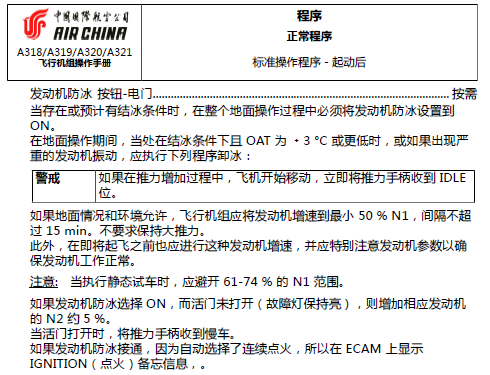 中國國際航空公司
AIR CHINA
A318/A319/A320/A321
飞行机组操作手册
程序
正常程序
标准操作程序 - 起动后
发动机防冰 按钮-电门...................................................................................................... 按需
当存在或预计有结冰条件时，在整个地面操作过程中必须将发动机防冰设置到
ON。
在地面操作期间，当处在结冰条件下且 OAT 为 ﹢3 °C 或更低时，或如果出现严
重的发动机振动，应执行下列程序卸冰：
警戒 如果在推力增加过程中，飞机开始移动，立即将推力手柄收到 IDLE
位。
如果地面情况和环境允许，飞行机组应将发动机增速到最小 50 % N1，间隔不超
过 15 min。不要求保持大推力。
此外，在即将起飞之前也应进行这种发动机增速，并应特别注意发动机参数以确
保发动机工作正常。
注意: 当执行静态试车时，应避开 61-74 % 的 N1 范围。
如果发动机防冰选择 ON，而活门未打开（故障灯保持亮），则增加相应发动机
的 N2 约 5 %。
当活门打开时，将推力手柄收到慢车。
如果发动机防冰接通，因为自动选择了连续点火，所以在 ECAM 上显示
IGNITION（点火）备忘信息，。